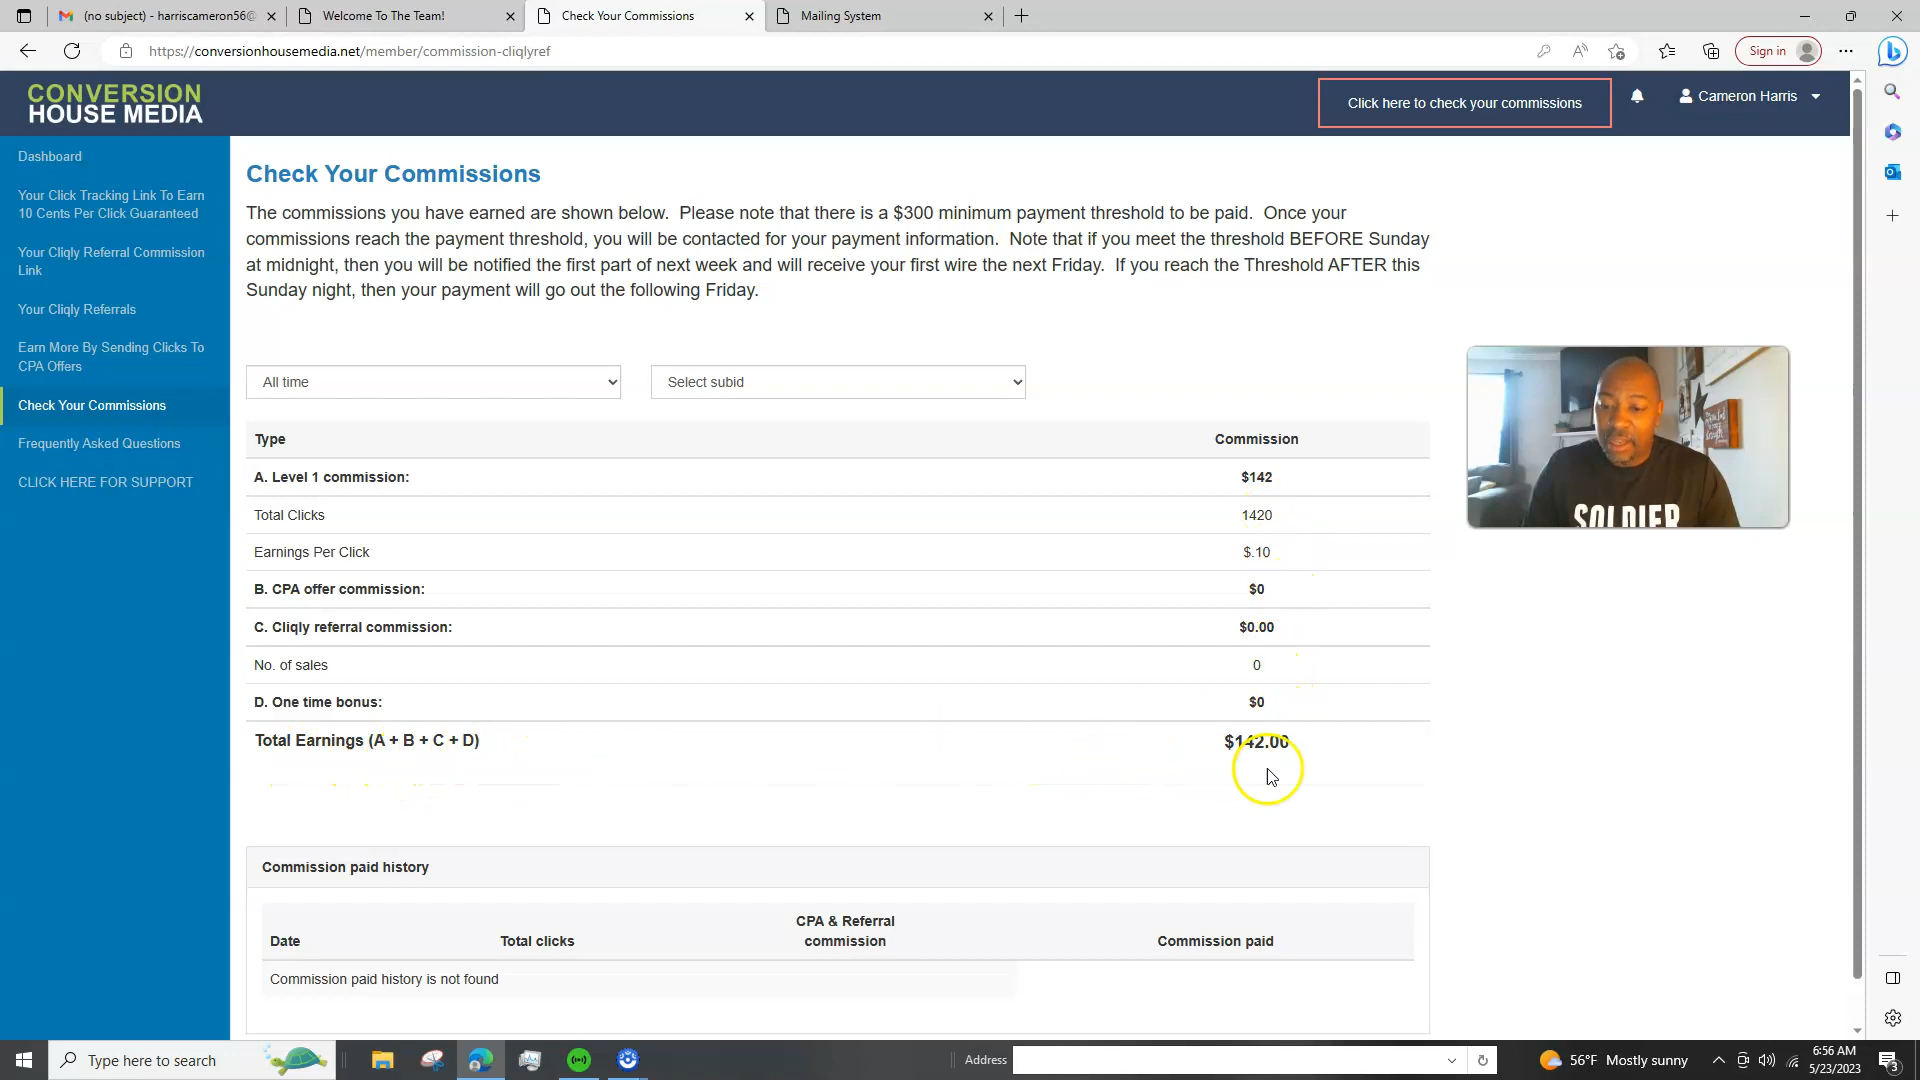 (no subject) - harriscameron56@
Welcome To The Team!
Check Your Commissions
Mailing System
https://conversionhousemedia.net/member/commission-cliqlyref
Sign in
CONVERSION
HOUSE MEDIA
Click here to check your commissions
Cameron Harris
Dashboard
Your Click Tracking Link To Earn
10 Cents Per Click Guaranteed
Your Cliqly Referral Commission
Link
Your Cliqly Referrals
Earn More By Sending Clicks To
CPA Offers
Check Your Commissions
Frequently Asked Questions
CLICK HERE FOR SUPPORT
Check Your Commissions
The commissions you have earned are shown below. Please note that there is a $300 minimum payment threshold to be paid. Once your
commissions reach the payment threshold, you will be contacted for your payment information. Note that if you meet the threshold BEFORE Sunday
at midnight, then you will be notified the first part of next week and will receive your first wire the next Friday. If you reach the Threshold AFTER this
Sunday night, then your payment will go out the following Friday.
All time
Select subid
Type Commission
A. Level 1 commission: $142
Total Clicks 1420
Earnings Per Click $.10
B. CPA offer commission: $0
C. Cliqly referral commission: $0.00
No. of sales 0
D. One time bonus: $0
Total Earnings (A + B + C + D) $142.00
SOLDIER
Commission paid history
CPA & Referral
Date Total clicks commission Commission paid
Commission paid history is not found
Type here to search
Address
56°F Mostly sunny
6:56 AM
5/23/2023
3